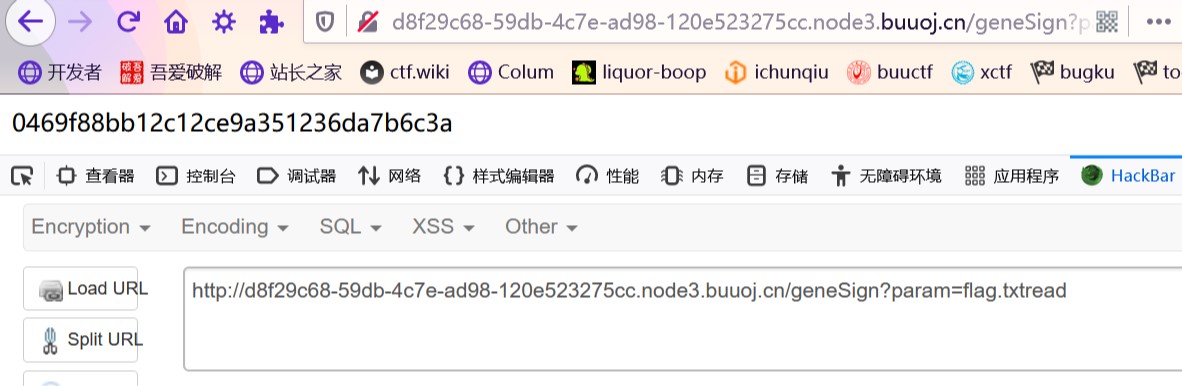 d8f29c68-59db-4c7e-ad98-120e523275cc.node3.buuoj.cn/geneSign?p
开发者 吾爱破解 站长之家 ctf.wiki Colum liquor-boop ichunqiu buuctf xctf bugku to
0469f88bb12c12ce9a351236da7b6c3a
查看器 控制台 调试器 网络 样式编辑器 性能 内存 存储 无障碍环境 应用程序 HackBar
Encryption Encoding SQL XSS Other
Load URL
http://d8f29c68-59db-4c7e-ad98-120e523275cc.node3.buuoj.cn/geneSign?param=flag.txtread
Split URL